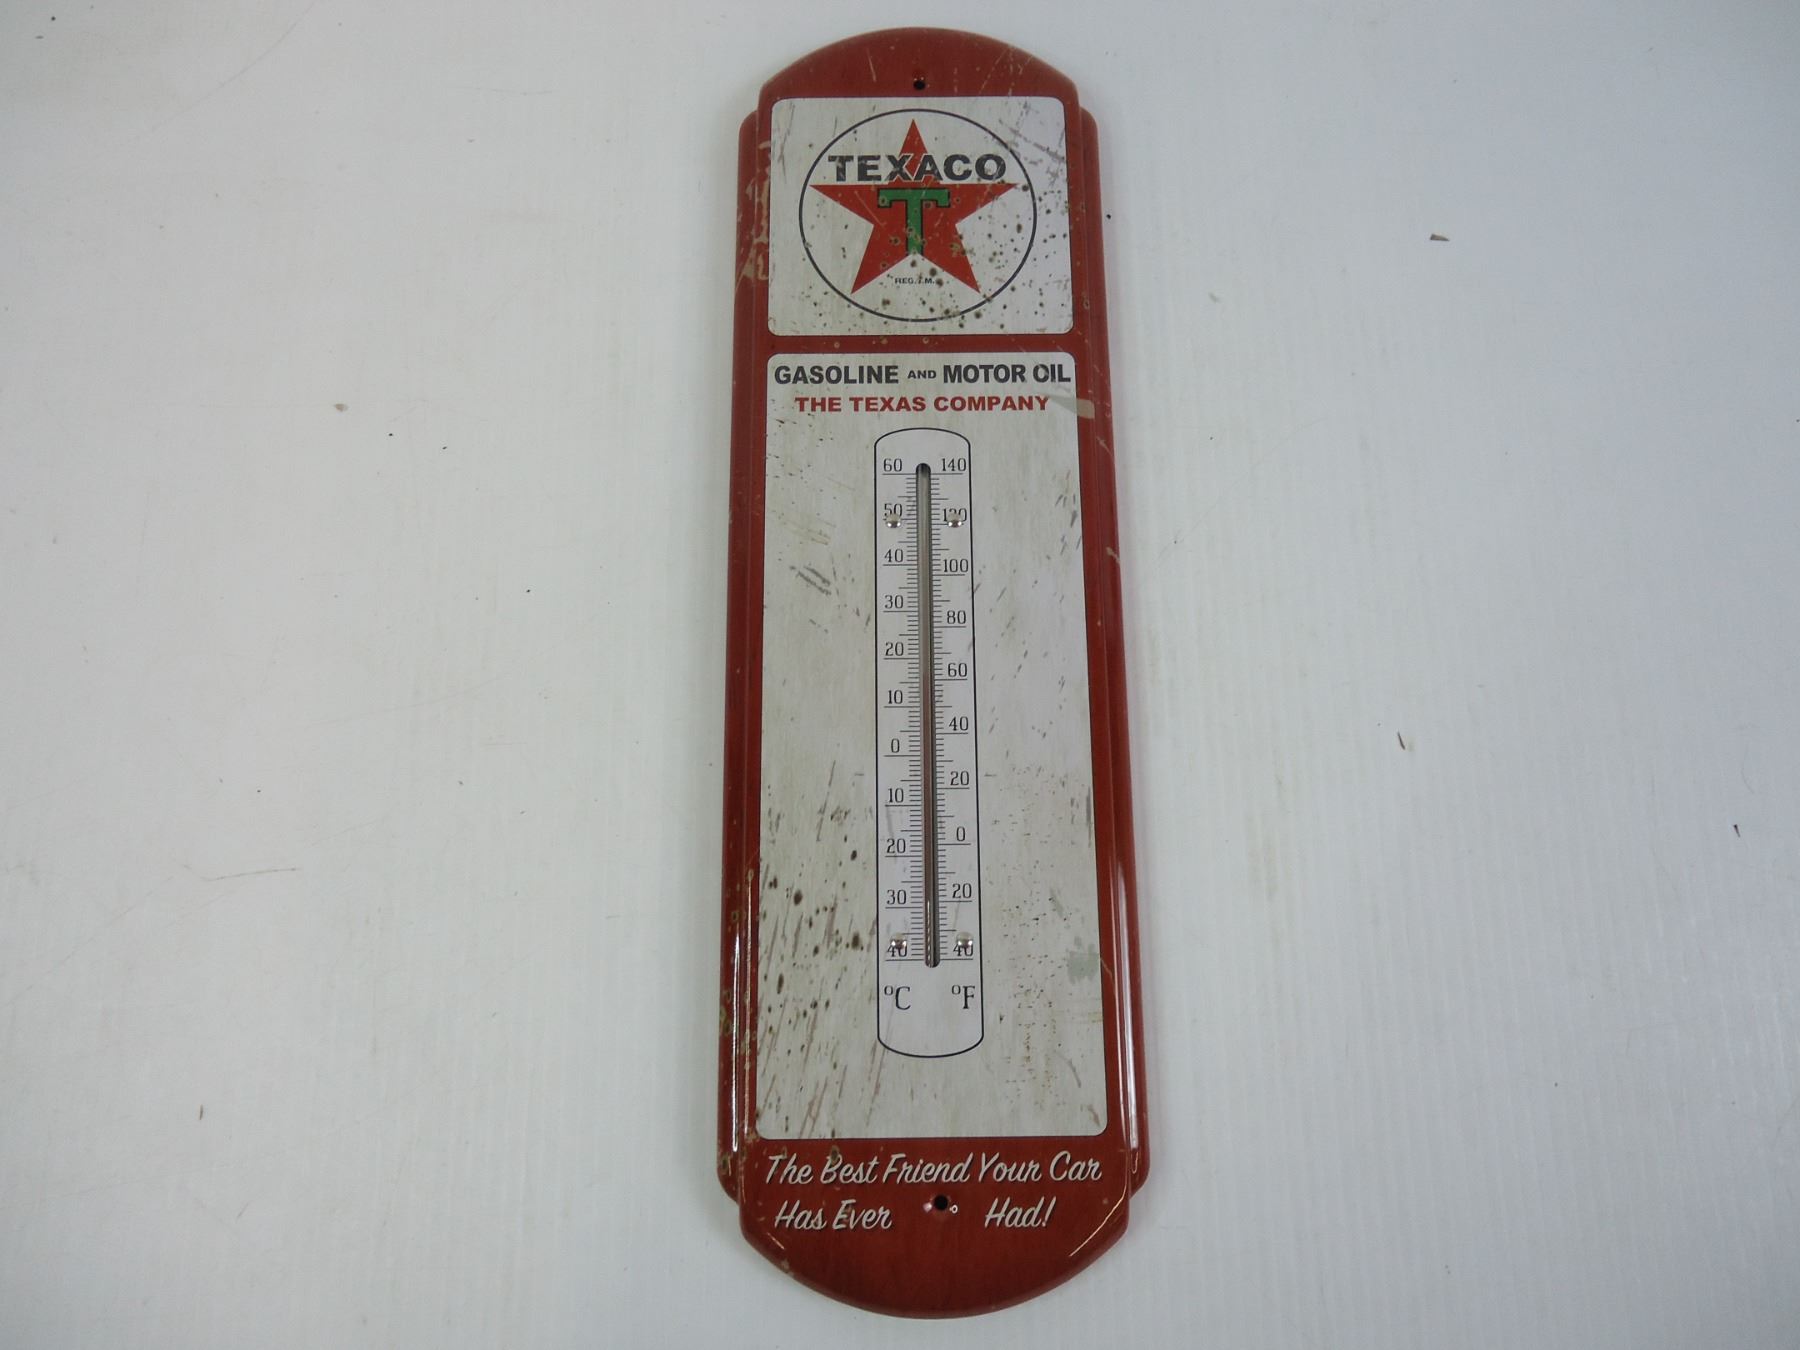 TEXACO
T
REG. T.M.
GASOLINE AND MOTOR OIL
THE TEXAS COMPANY
60 140
50 120
40 100
30 80
20 60
10 40
0 20
10 0
20 20
30 40
40
°C °F
The Best Friend Your Car
Has Ever Had!